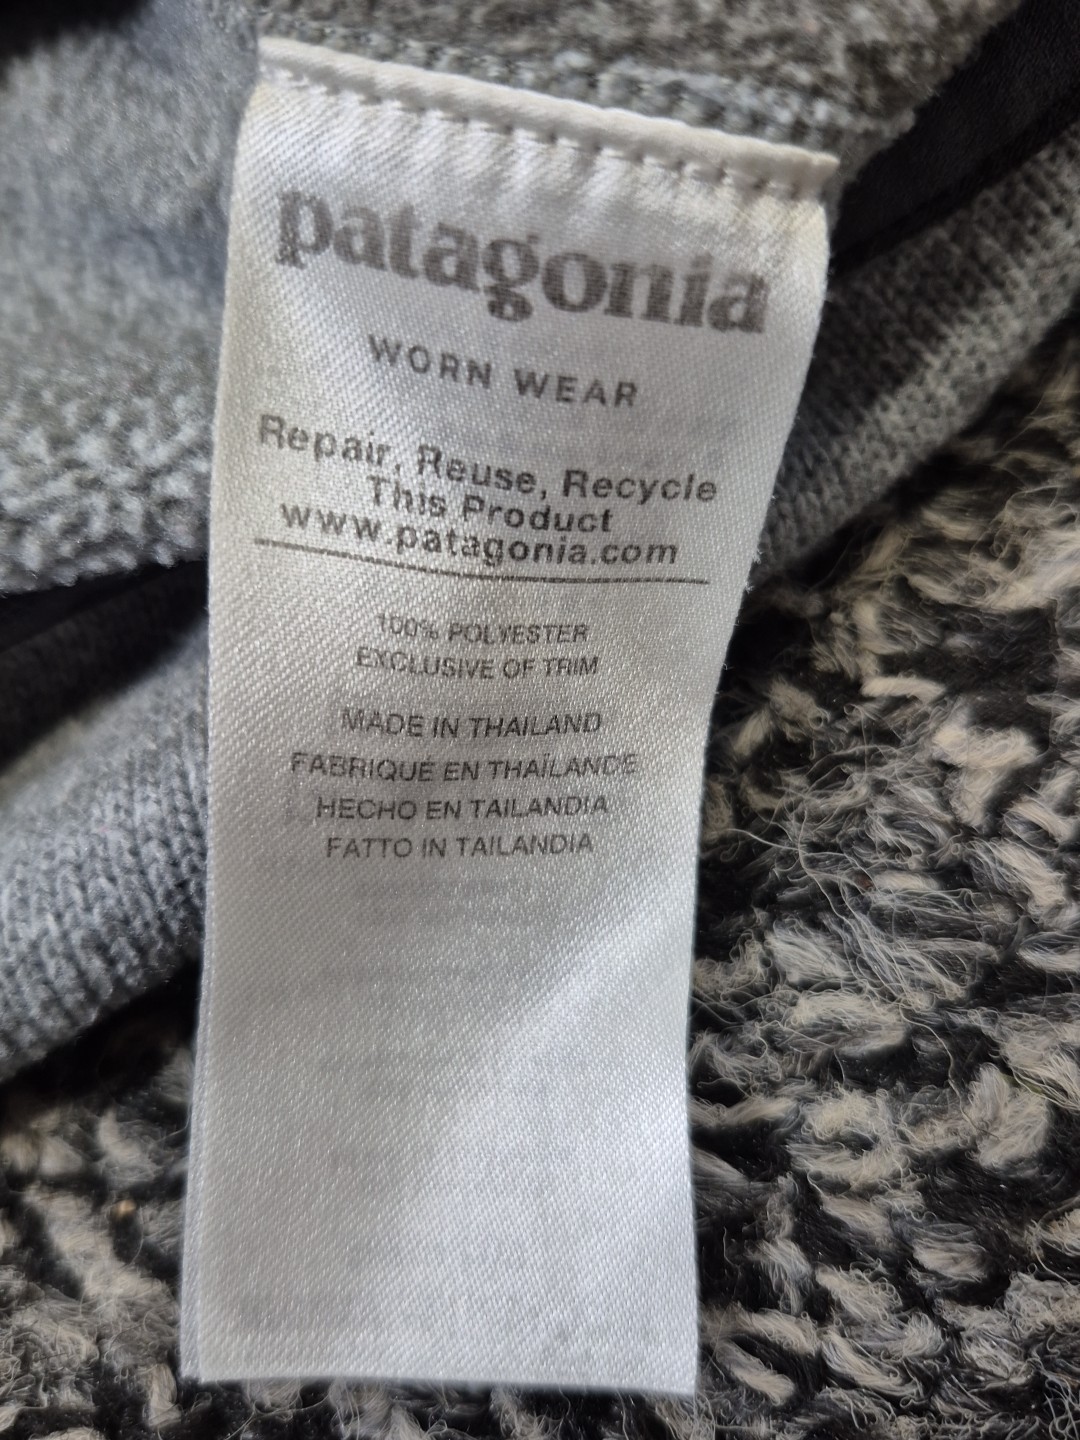 patagonia
WORN WEAR
Repair, Reuse, Recycle
This Product
www.patagonia.com
100% POLYESTER
EXCLUSIVE OF TRIM
MADE IN THAILAND
FABRIQUÉ EN THAÏLANDE
HECHO EN TAILANDIA
FATTO IN TAILANDIA